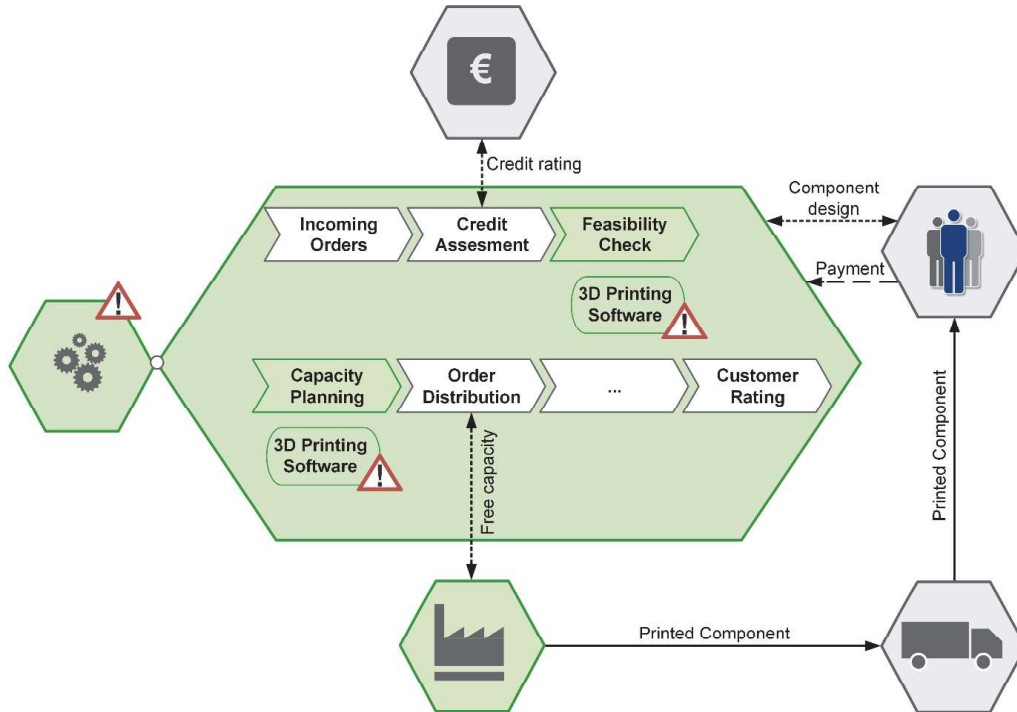 €
Credit rating
Component
design
Incoming
Orders
Credit
Assesment
Feasibility
Check
Payment
3D Printing
Software
!
!
Capacity
Planning
Order
Distribution
...
Customer
Rating
3D Printing
Software
!
Free capacity
Printed Component
Printed Component